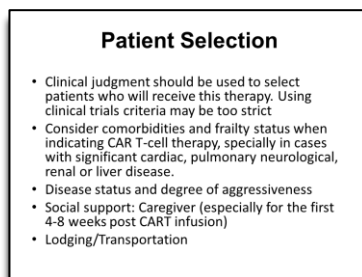 Patient Selection
• Clinical judgment should be used to select
patients who will receive this therapy. Using
clinical trials criteria may be too strict
• Consider comorbidities and frailty status when
indicating CAR T-cell therapy, specially in cases
with significant cardiac, pulmonary neurological,
renal or liver disease.
• Disease status and degree of aggressiveness
• Social support: Caregiver (especially for the first
4-8 weeks post CART infusion)
• Lodging/Transportation